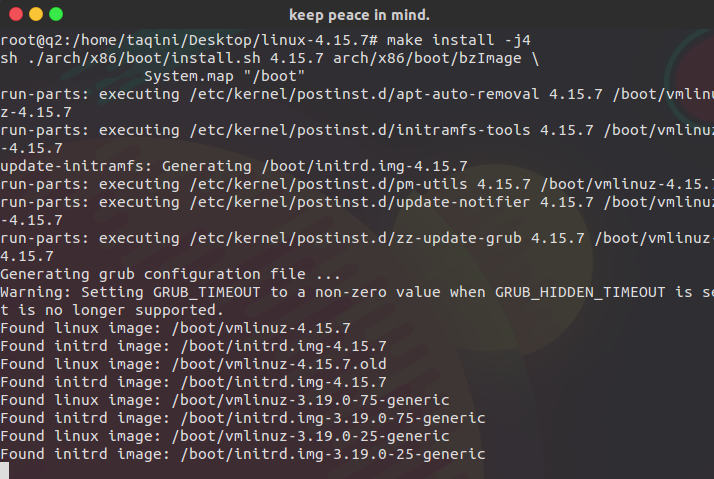 keep peace in mind.
root@q2:/home/taqini/Desktop/linux-4.15.7# make install -j4
sh ./arch/x86/boot/install.sh 4.15.7 arch/x86/boot/bzImage \
System.map "/boot"
run-parts: executing /etc/kernel/postinst.d/apt-auto-removal 4.15.7 /boot/vmlinu
z-4.15.7
run-parts: executing /etc/kernel/postinst.d/initramfs-tools 4.15.7 /boot/vmlinuz
-4.15.7
update-initramfs: Generating /boot/initrd.img-4.15.7
run-parts: executing /etc/kernel/postinst.d/pm-utils 4.15.7 /boot/vmlinuz-4.15.7
run-parts: executing /etc/kernel/postinst.d/update-notifier 4.15.7 /boot/vmlinuz
-4.15.7
run-parts: executing /etc/kernel/postinst.d/zz-update-grub 4.15.7 /boot/vmlinuz-
4.15.7
Generating grub configuration file ...
Warning: Setting GRUB_TIMEOUT to a non-zero value when GRUB_HIDDEN_TIMEOUT is se
t is no longer supported.
Found linux image: /boot/vmlinuz-4.15.7
Found initrd image: /boot/initrd.img-4.15.7
Found linux image: /boot/vmlinuz-4.15.7.old
Found initrd image: /boot/initrd.img-4.15.7
Found linux image: /boot/vmlinuz-3.19.0-75-generic
Found initrd image: /boot/initrd.img-3.19.0-75-generic
Found linux image: /boot/vmlinuz-3.19.0-25-generic
Found initrd image: /boot/initrd.img-3.19.0-25-generic